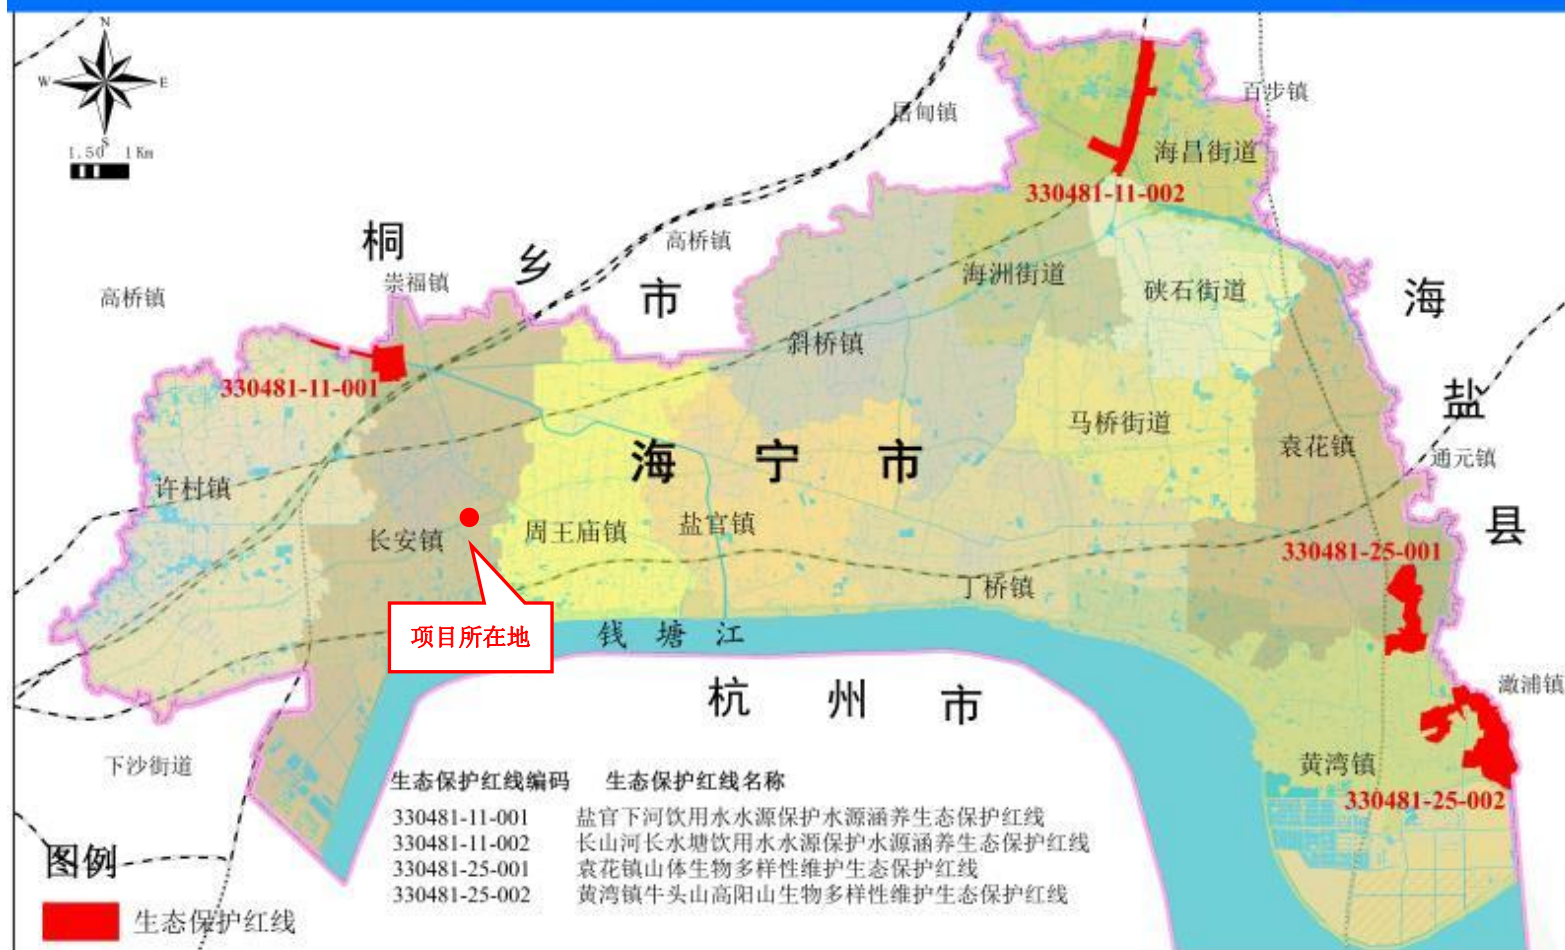 N
W
E
S
1.50 1Km
百步镇
屠甸镇
海昌街道
330481-11-002
桐乡市
高桥镇
崇福镇
高桥镇
海洲街道
硖石街道
海盐县
斜桥镇
330481-11-001
马桥街道
袁花镇
通元镇
海宁市
许村镇
长安镇
周王庙镇
盐官镇
330481-25-001
丁桥镇
项目所在地
钱塘江
杭州市
澉浦镇
下沙街道
黄湾镇
330481-25-002
生态保护红线编码 生态保护红线名称
330481-11-001 盐官下河饮用水水源保护水源涵养生态保护红线
330481-11-002 长山河长水塘饮用水水源保护水源涵养生态保护红线
330481-25-001 袁花镇山体生物多样性维护生态保护红线
330481-25-002 黄湾镇牛头山高阳山生物多样性维护生态保护红线
图例
生态保护红线